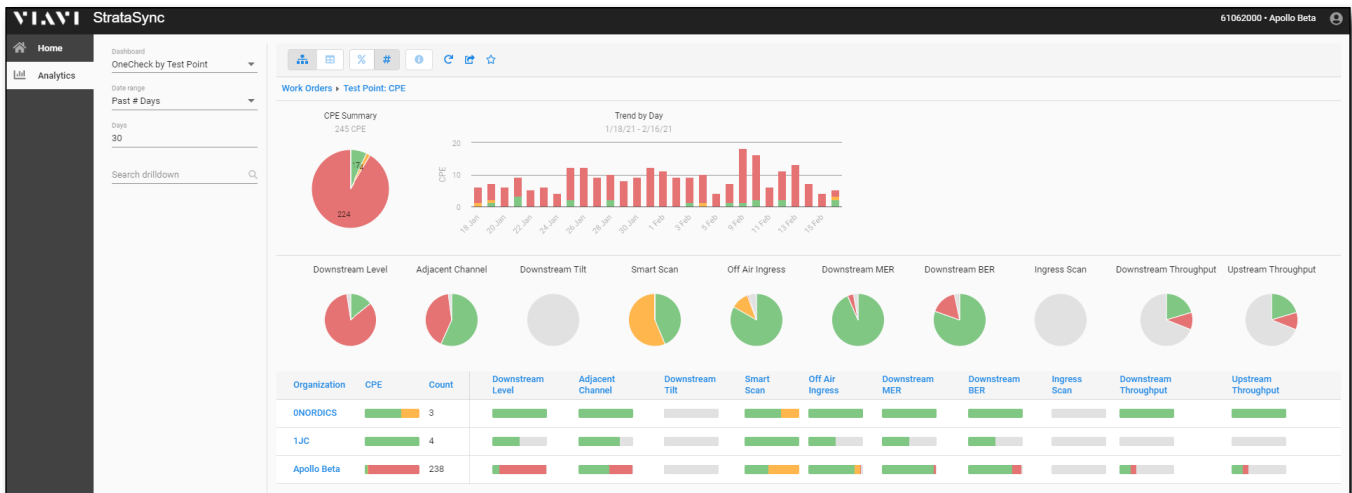 VIAVI StrataSync
61062000 • Apollo Beta
Home
Analytics
Dashboard
OneCheck by Test Point
Date range
Past # Days
Days
30
Search drilldown
% #
Work Orders ▸ Test Point: CPE
CPE Summary
245 CPE
17
4
224
Trend by Day
1/18/21 - 2/16/21
CPE
20
10
0
18 Jan 20 Jan 22 Jan 24 Jan 26 Jan 28 Jan 30 Jan 1 Feb 3 Feb 5 Feb 9 Feb 11 Feb 13 Feb 15 Feb
Downstream Level Adjacent Channel Downstream Tilt Smart Scan Off Air Ingress Downstream MER Downstream BER Ingress Scan Downstream Throughput Upstream Throughput
Organization CPE Count Downstream Level Adjacent Channel Downstream Tilt Smart Scan Off Air Ingress Downstream MER Downstream BER Ingress Scan Downstream Throughput Upstream Throughput
0NORDICS 3
1JC 4
Apollo Beta 238